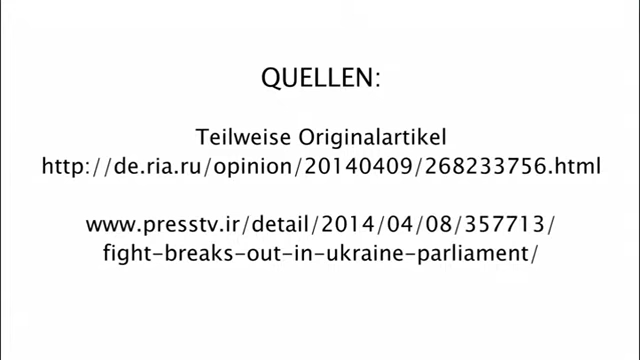 QUELLEN:
Teilweise Originalartikel
http://de.ria.ru/opinion/20140409/268233756.html
www.presstv.ir/detail/2014/04/08/357713/
fight-breaks-out-in-ukraine-parliament/